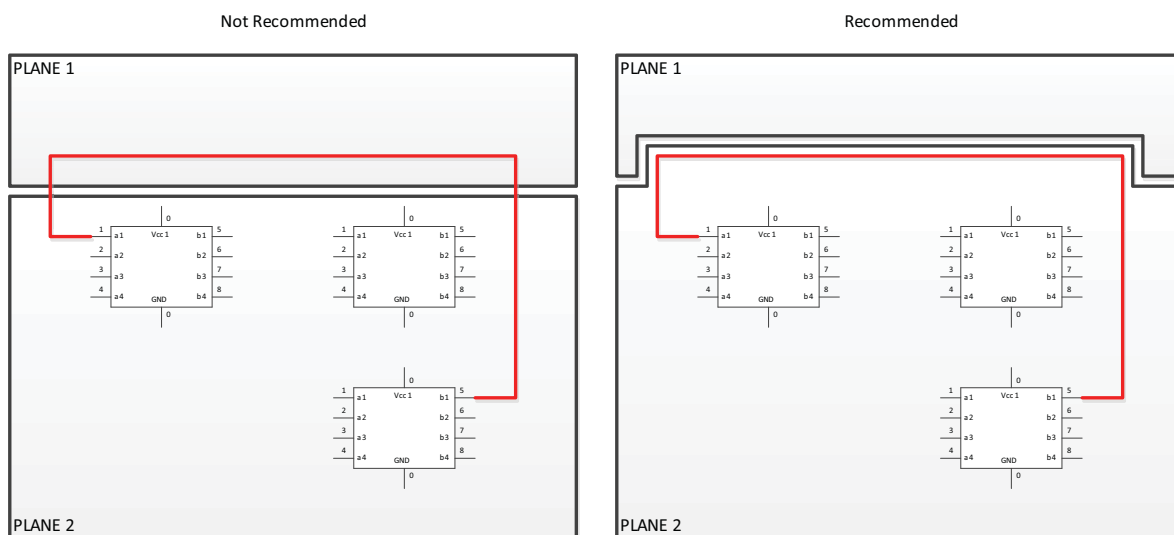 Not Recommended
Recommended
PLANE 1
PLANE 1
0
1 a1 Vcc 1 b1 5
2 a2 b2 6
3 a3 b3 7
4 a4 GND b4 8
0
0
1 a1 Vcc 1 b1 5
2 a2 b2 6
3 a3 b3 7
4 a4 GND b4 8
0
0
1 a1 Vcc 1 b1 5
2 a2 b2 6
3 a3 b3 7
4 a4 GND b4 8
0
0
1 a1 Vcc 1 b1 5
2 a2 b2 6
3 a3 b3 7
4 a4 GND b4 8
0
0
1 a1 Vcc 1 b1 5
2 a2 b2 6
3 a3 b3 7
4 a4 GND b4 8
0
0
1 a1 Vcc 1 b1 5
2 a2 b2 6
3 a3 b3 7
4 a4 GND b4 8
0
PLANE 2
PLANE 2